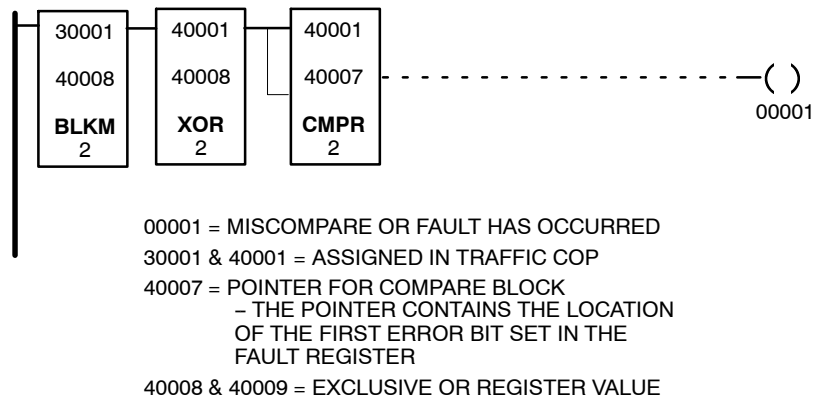 30001
40008
BLKM
2
40001
40008
XOR
2
40001
40007
CMPR
2
( )
00001
00001 = MISCOMPARE OR FAULT HAS OCCURRED
30001 & 40001 = ASSIGNED IN TRAFFIC COP
40007 = POINTER FOR COMPARE BLOCK
– THE POINTER CONTAINS THE LOCATION
OF THE FIRST ERROR BIT SET IN THE
FAULT REGISTER
40008 & 40009 = EXCLUSIVE OR REGISTER VALUE